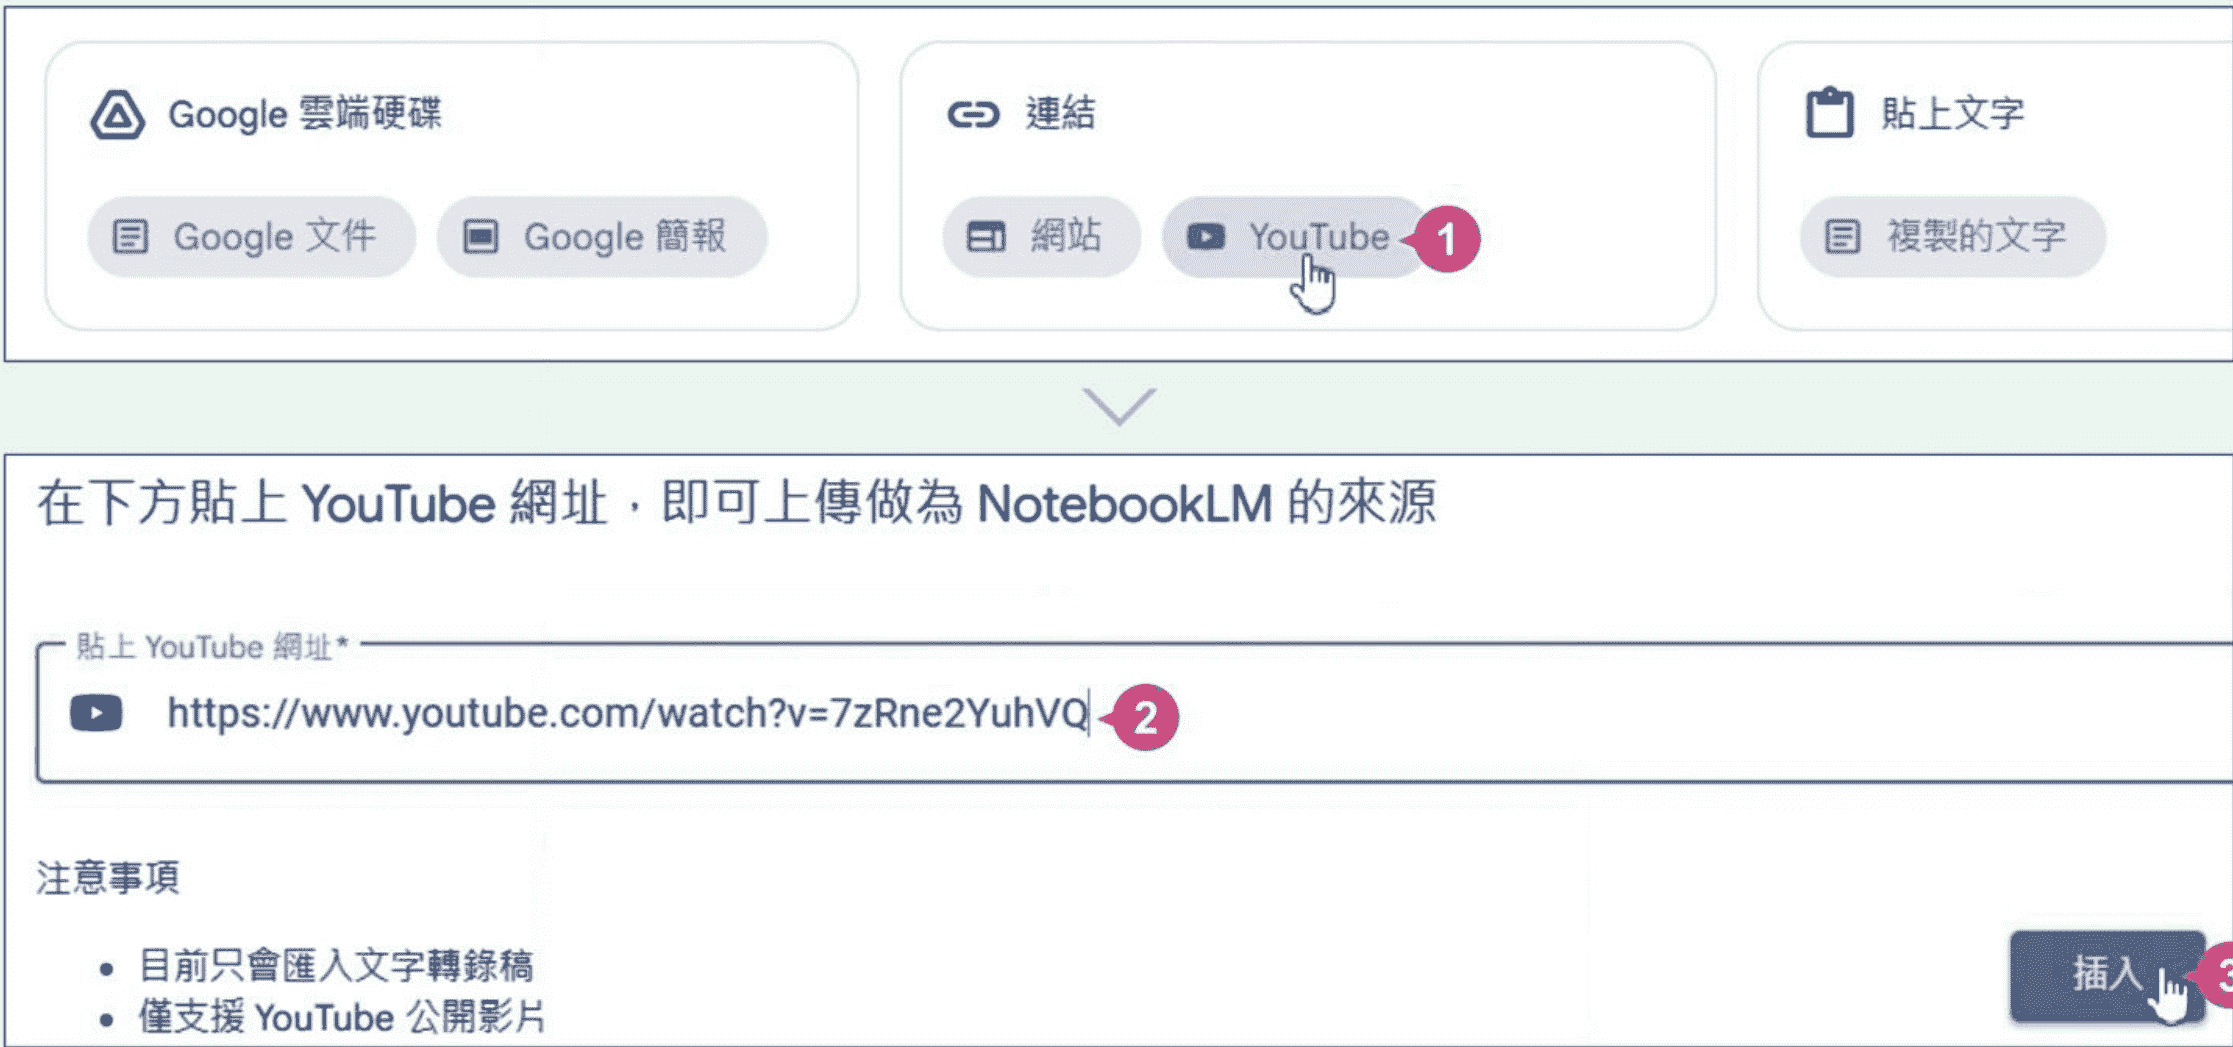 Google 雲端硬碟
連結
貼上文字
Google 文件
Google 簡報
網站
YouTube
1
複製的文字
在下方貼上 YouTube 網址，即可上傳做為 NotebookLM 的來源
貼上 YouTube 網址*
https://www.youtube.com/watch?v=7zRne2YuhVQ
2
注意事項
• 目前只會匯入文字轉錄稿
• 僅支援 YouTube 公開影片
插入
3